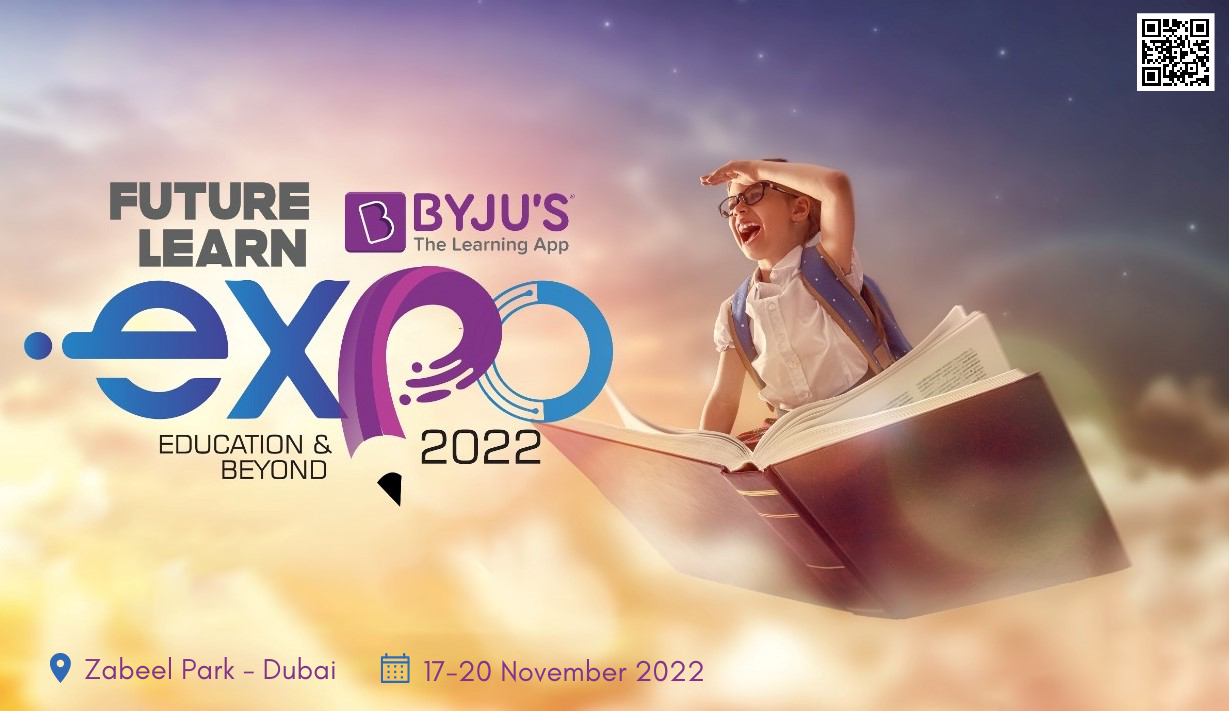 FUTURE
LEARN
BYJU'S
The Learning App
expo
EDUCATION &
BEYOND
2022
Zabeel Park - Dubai
17-20 November 2022